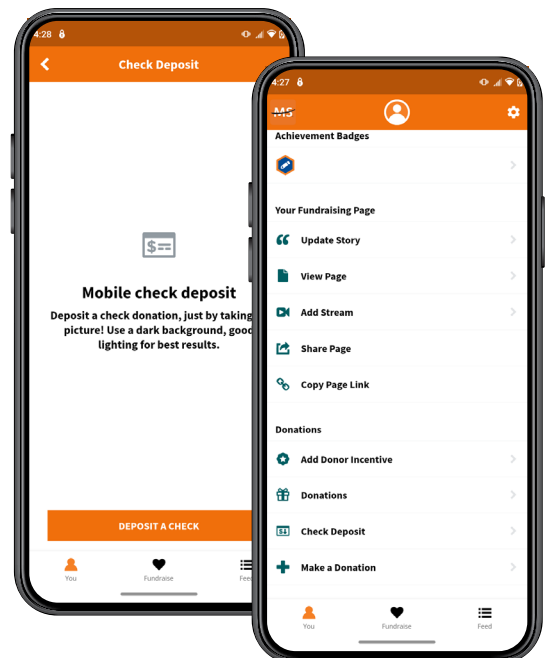 4:28
Check Deposit
Mobile check deposit
Deposit a check donation, just by taking
picture! Use a dark background, good
lighting for best results.
DEPOSIT A CHECK
You
Fundraise
Feed
4:27
MS
Achievement Badges
Your Fundraising Page
Update Story
View Page
Add Stream
Share Page
Copy Page Link
Donations
Add Donor Incentive
Donations
Check Deposit
Make a Donation
You
Fundraise
Feed